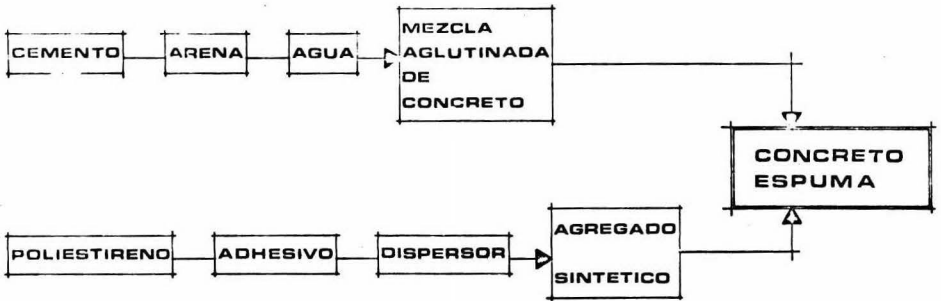 CEMENTO
ARENA
AGUA
MEZCLA
AGLUTINADA
DE
CONCRETO
CONCRETO
ESPUMA
POLIESTIRENO
ADHESIVO
DISPERSOR
AGREGADO
SINTETICO